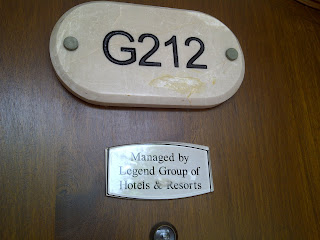 G212
Managed by
Legend Group of
Hotels & Resorts